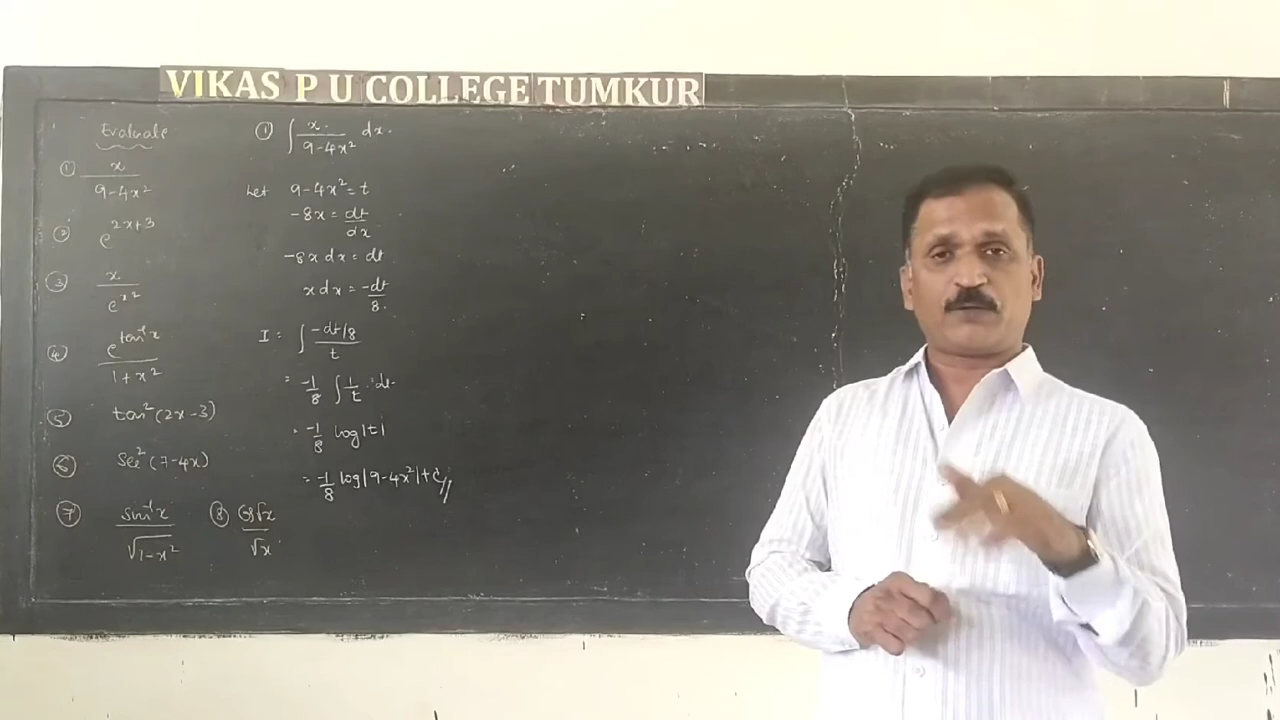 VIKAS P U COLLEGE TUMKUR
Evaluate
① x / 9-4x²
② e^{2x+3}
③ x / e^{x²}
④ e^{tan⁻¹x} / 1+x²
⑤ tan²(2x-3)
⑥ Sec²(7-4x)
⑦ sin⁻¹x / √1-x² ⑧ Cos√x / √x
① ∫ x / 9-4x² dx.
Let 9-4x²=t
-8x = dt/dx
-8x dx = dt
x dx = -dt/8
I = ∫ -dt/8 / t
= -1/8 ∫ 1/t dt
= -1/8 log|t|
= -1/8 log|9-4x²|+C//